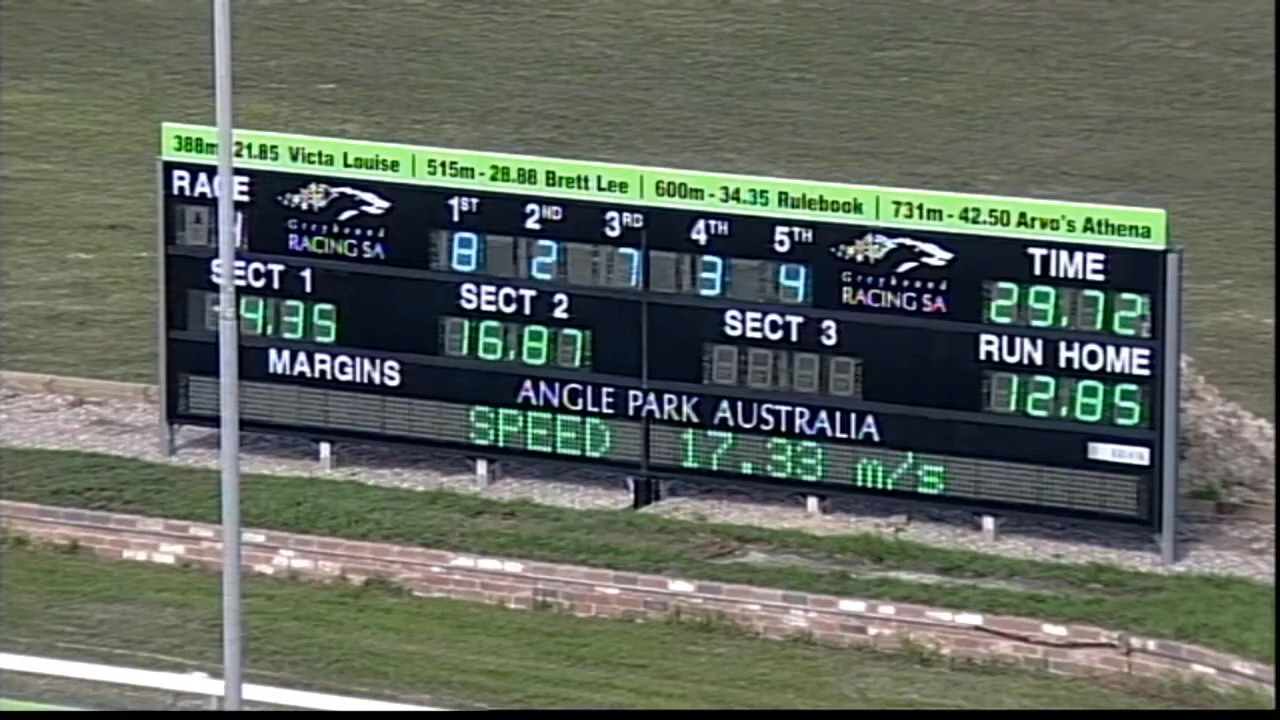 388m 21.85 Victa Louise | 515m - 28.88 Brett Lee | 600m - 34.35 Rulebook | 731m - 42.50 Arvo's Athena
RACE
Greyhound
RACING SA
1ST 2ND 3RD 4TH 5TH
8 2 7 3 4
Greyhound
RACING SA
TIME
29.72
SECT 1
4.35
SECT 2
16.87
SECT 3
RUN HOME
12.85
MARGINS
ANGLE PARK AUSTRALIA
SPEED 17.33 m/s